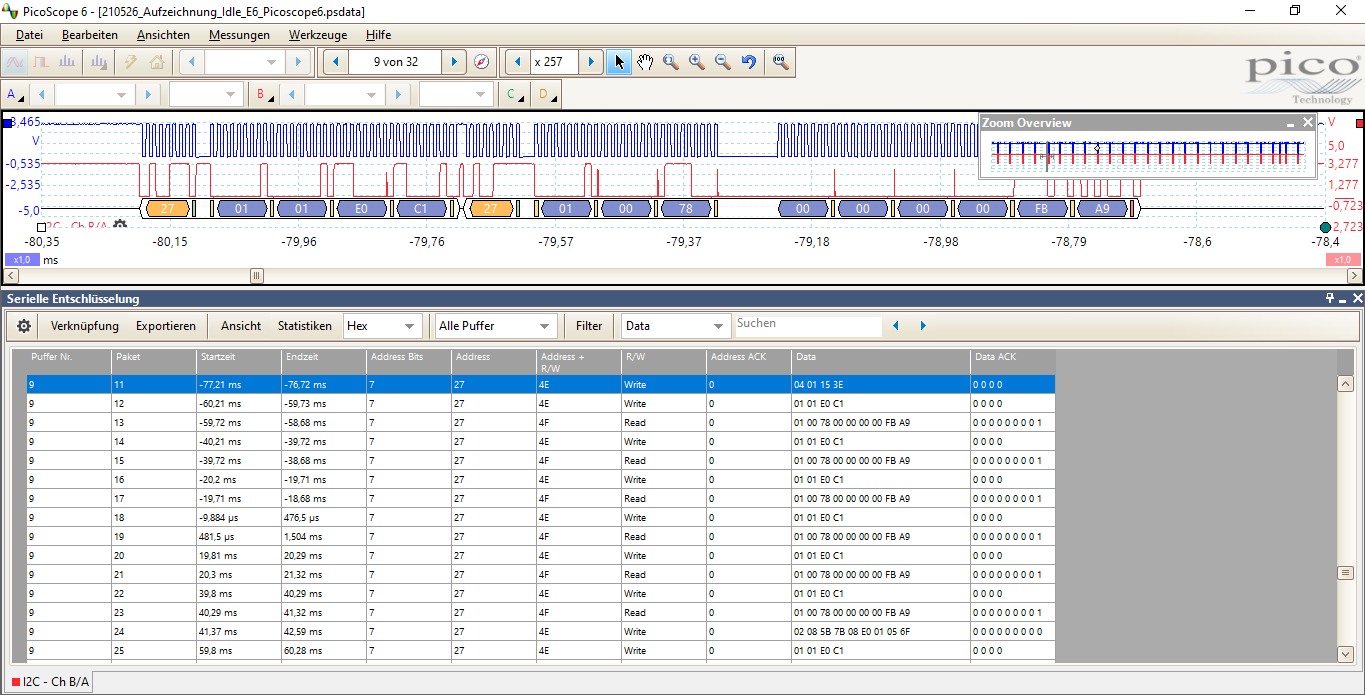 PicoScope 6 - [210526_Aufzeichnung_Idle_E6_Picoscope6.psdata]
Datei Bearbeiten Ansichten Messungen Werkzeuge Hilfe
9 von 32 x 257
pico
Technology
A B C D
3,465 V
-0,535
-2,535
-5,0
Zoom Overview
V
5,0
3,277
1,277
-0,723
2,723
27 01 01 E0 C1 27 01 00 78 00 00 00 00 FB A9
I2C - Ch B/A
-80,35 -80,15 -79,96 -79,76 -79,57 -79,37 -79,18 -78,98 -78,79 -78,6 -78,4
x1,0 ms x1,0
Serielle Entschlüsselung
Verknüpfung Exportieren Ansicht Statistiken Hex Alle Puffer Filter Data Suchen
Puffer Nr. Paket Startzeit Endzeit Address Bits Address Address + R/W R/W Address ACK Data Data ACK
9 11 -77,21 ms -76,72 ms 7 27 4E Write 0 04 01 15 3E 0 0 0 0
9 12 -60,21 ms -59,73 ms 7 27 4E Write 0 01 01 E0 C1 0 0 0 0
9 13 -59,72 ms -58,68 ms 7 27 4F Read 0 01 00 78 00 00 00 00 FB A9 0 0 0 0 0 0 0 0 1
9 14 -40,21 ms -39,72 ms 7 27 4E Write 0 01 01 E0 C1 0 0 0 0
9 15 -39,72 ms -38,68 ms 7 27 4F Read 0 01 00 78 00 00 00 00 FB A9 0 0 0 0 0 0 0 0 1
9 16 -20,2 ms -19,71 ms 7 27 4E Write 0 01 01 E0 C1 0 0 0 0
9 17 -19,71 ms -18,68 ms 7 27 4F Read 0 01 00 78 00 00 00 00 FB A9 0 0 0 0 0 0 0 0 1
9 18 -9,884 µs 476,5 µs 7 27 4E Write 0 01 01 E0 C1 0 0 0 0
9 19 481,5 µs 1,504 ms 7 27 4F Read 0 01 00 78 00 00 00 00 FB A9 0 0 0 0 0 0 0 0 1
9 20 19,81 ms 20,29 ms 7 27 4E Write 0 01 01 E0 C1 0 0 0 0
9 21 20,3 ms 21,32 ms 7 27 4F Read 0 01 00 78 00 00 00 00 FB A9 0 0 0 0 0 0 0 0 1
9 22 39,8 ms 40,29 ms 7 27 4E Write 0 01 01 E0 C1 0 0 0 0
9 23 40,29 ms 41,32 ms 7 27 4F Read 0 01 00 78 00 00 00 00 FB A9 0 0 0 0 0 0 0 0 1
9 24 41,37 ms 42,59 ms 7 27 4E Write 0 02 08 5B 7B 08 E0 01 05 6F 0 0 0 0 0 0 0 0 0
9 25 59,8 ms 60,28 ms 7 27 4E Write 0 01 01 E0 C1 0 0 0 0
I2C - Ch B/A